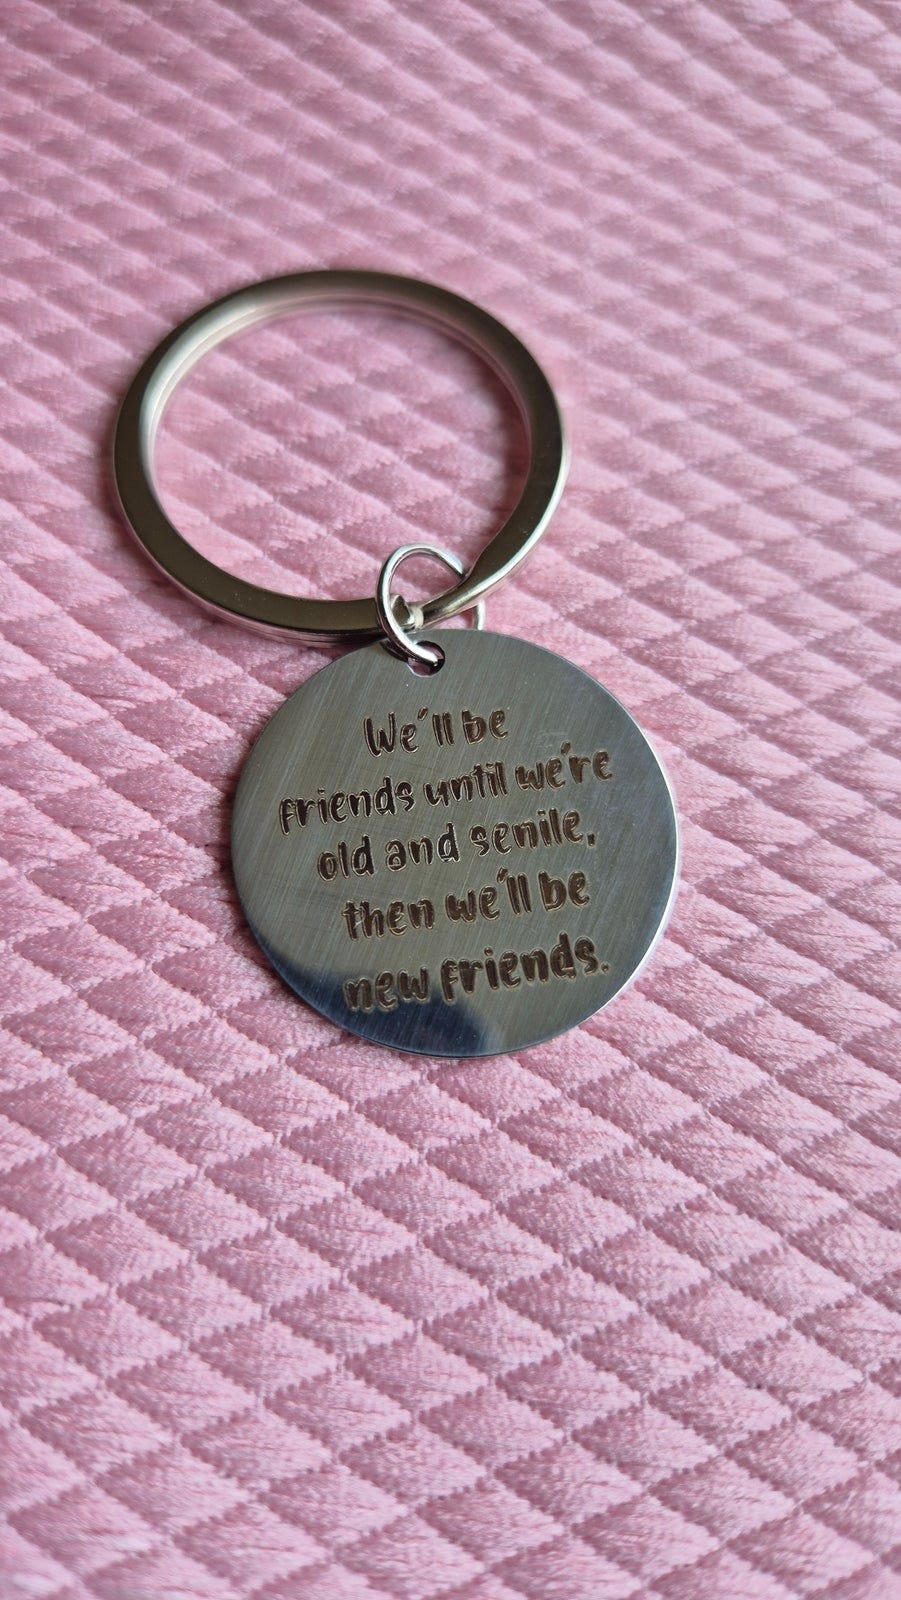 We'll be
friends until we're
old and senile,
then we'll be
new friends.